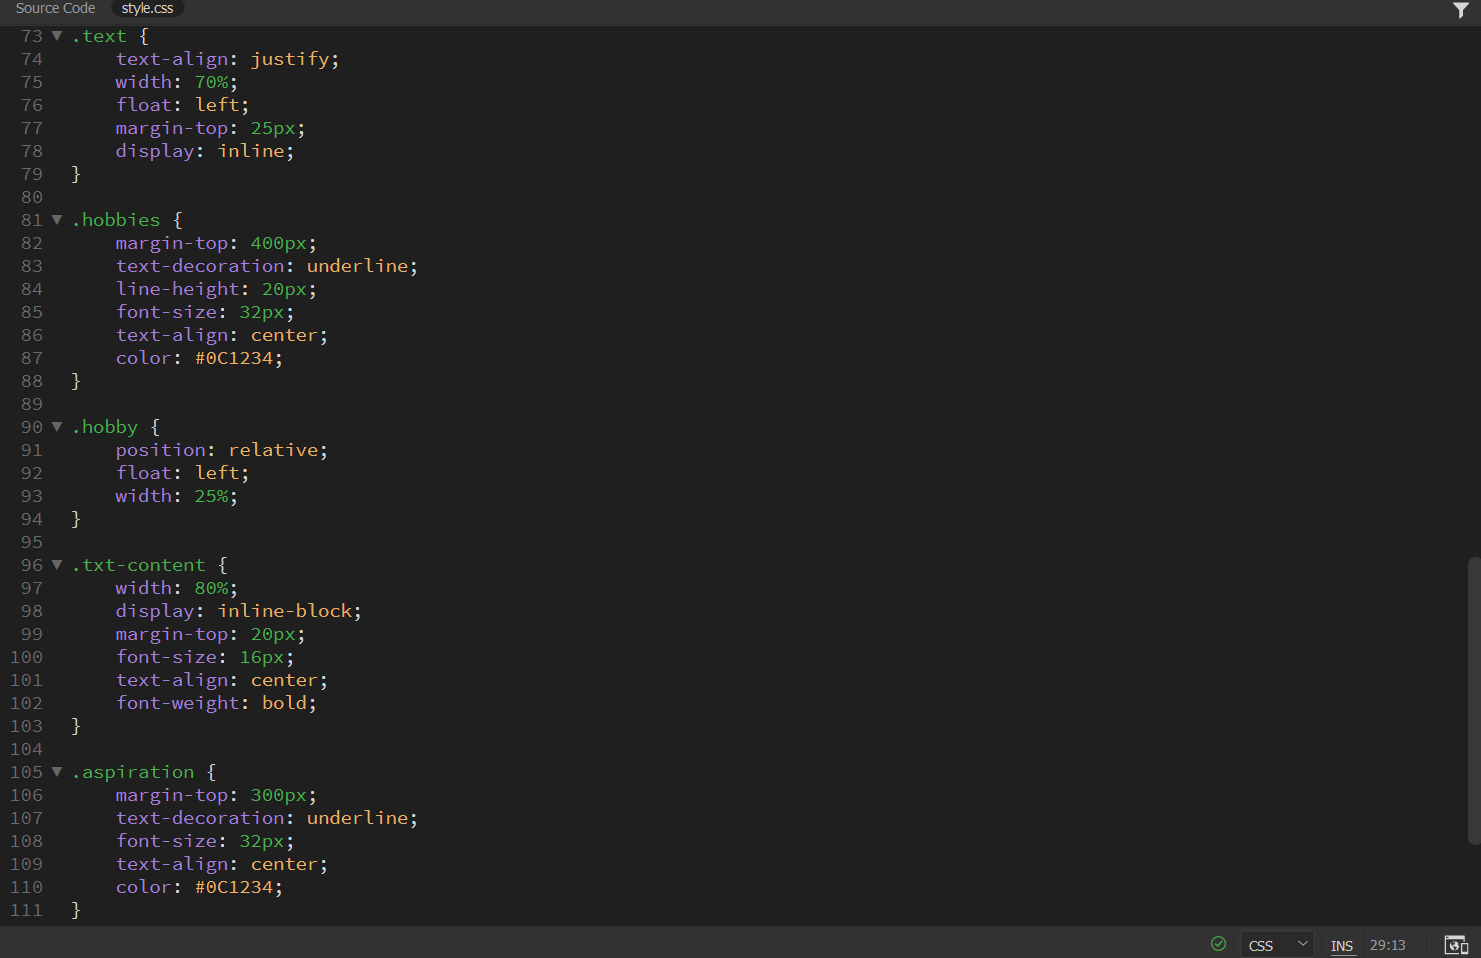 Source Code style.css
73 .text {
74 text-align: justify;
75 width: 70%;
76 float: left;
77 margin-top: 25px;
78 display: inline;
79 }
80
81 .hobbies {
82 margin-top: 400px;
83 text-decoration: underline;
84 line-height: 20px;
85 font-size: 32px;
86 text-align: center;
87 color: #0C1234;
88 }
89
90 .hobby {
91 position: relative;
92 float: left;
93 width: 25%;
94 }
95
96 .txt-content {
97 width: 80%;
98 display: inline-block;
99 margin-top: 20px;
100 font-size: 16px;
101 text-align: center;
102 font-weight: bold;
103 }
104
105 .aspiration {
106 margin-top: 300px;
107 text-decoration: underline;
108 font-size: 32px;
109 text-align: center;
110 color: #0C1234;
111 }
CSS INS 29:13